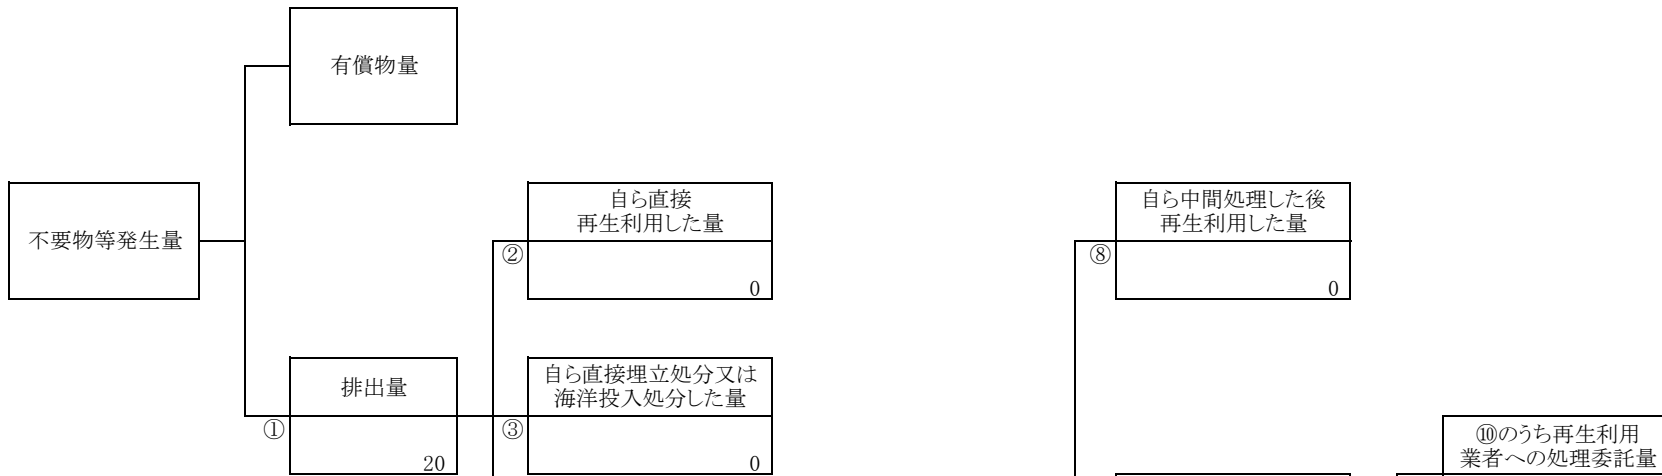 有償物量
不要物等発生量
自ら直接
再生利用した量
②
0
自ら中間処理した後
再生利用した量
⑧
0
排出量
①
20
自ら直接埋立処分又は
海洋投入処分した量
③
0
⑩のうち再生利用
業者への処理委託量